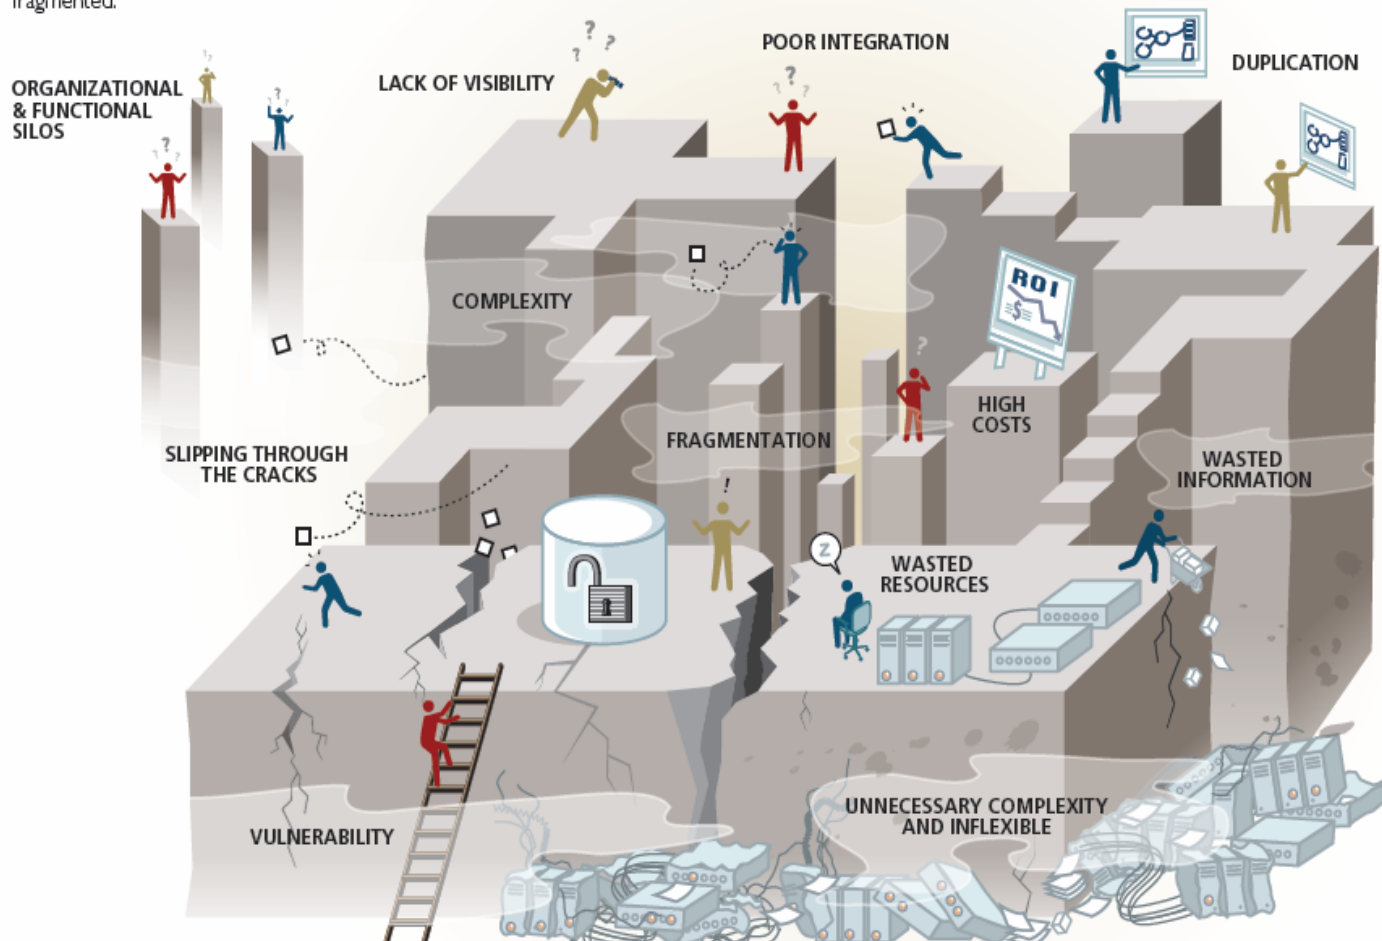 fragmented.
ORGANIZATIONAL
& FUNCTIONAL
SILOS
LACK OF VISIBILITY
POOR INTEGRATION
DUPLICATION
? ? ?
? ? ?
? ? ?
? ? ?
? ? ?
COMPLEXITY
ROI
$
?
HIGH
COSTS
SLIPPING THROUGH
THE CRACKS
FRAGMENTATION
WASTED
INFORMATION
!
Z
WASTED
RESOURCES
VULNERABILITY
UNNECESSARY COMPLEXITY
AND INFLEXIBLE